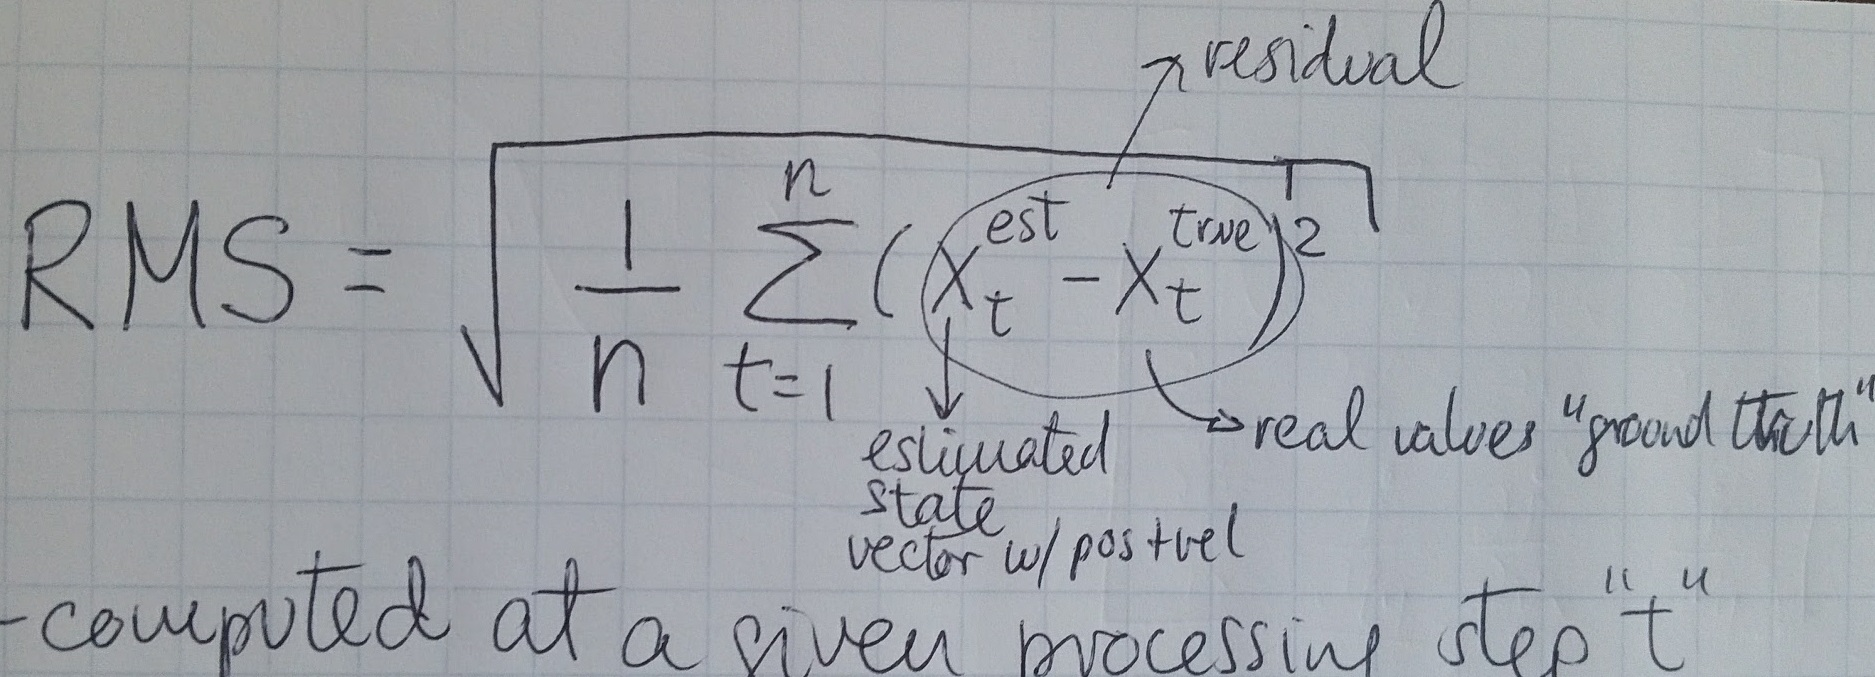 residual
RMS = √ 1/n n Σ t=1 ( x_t^est - x_t^true )^2
real values "ground truth"
estimated
state
vector w/ pos+vel
-computed at a given processing step "t"